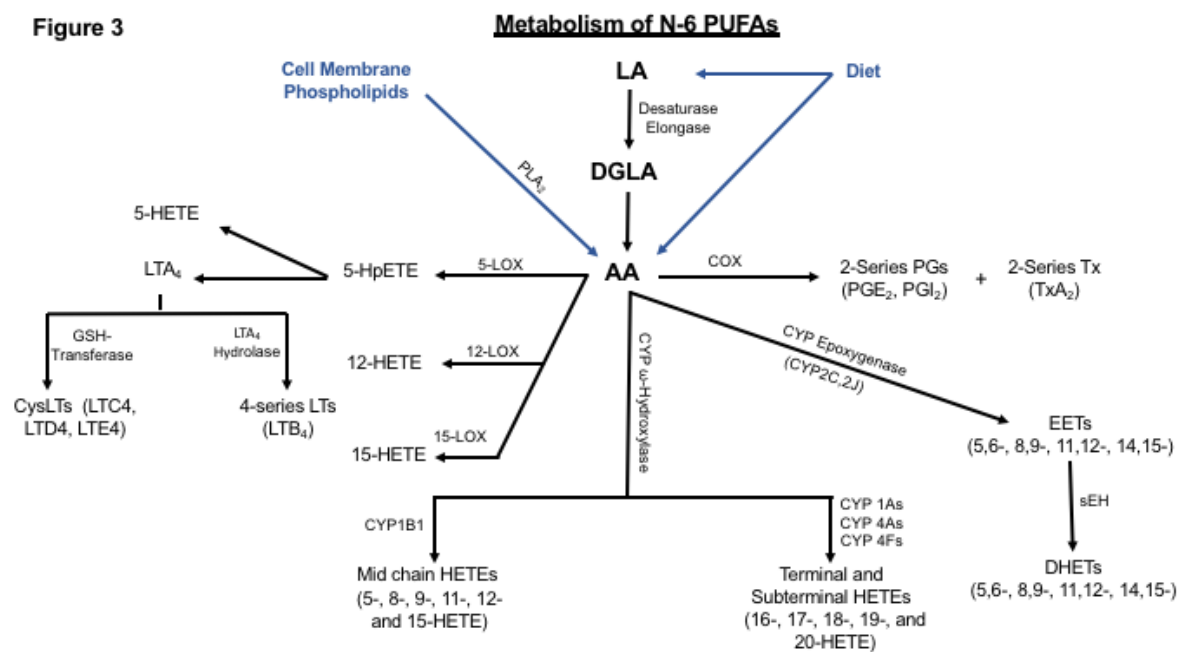 Figure 3
Metabolism of N-6 PUFAs
Cell Membrane
Phospholipids
LA
Diet
Desaturase
Elongase
PLA₂
DGLA
5-HETE
LTA₄
5-HpETE
5-LOX
AA
COX
2-Series PGs
(PGE₂, PGI₂)
+
2-Series Tx
(TxA₂)
GSH-
Transferase
LTA₄
Hydrolase
12-HETE
12-LOX
CYP ω-Hydroxylase
CYP Epoxygenase
(CYP2C,2J)
CysLTs (LTC4,
LTD4, LTE4)
4-series LTs
(LTB₄)
15-LOX
15-HETE
EETs
(5,6-, 8,9-, 11,12-, 14,15-)
sEH
CYP1B1
CYP 1As
CYP 4As
CYP 4Fs
Mid chain HETEs
(5-, 8-, 9-, 11-, 12-
and 15-HETE)
Terminal and
Subterminal HETEs
(16-, 17-, 18-, 19-, and
20-HETE)
DHETs
(5,6-, 8,9-, 11,12-, 14,15-)